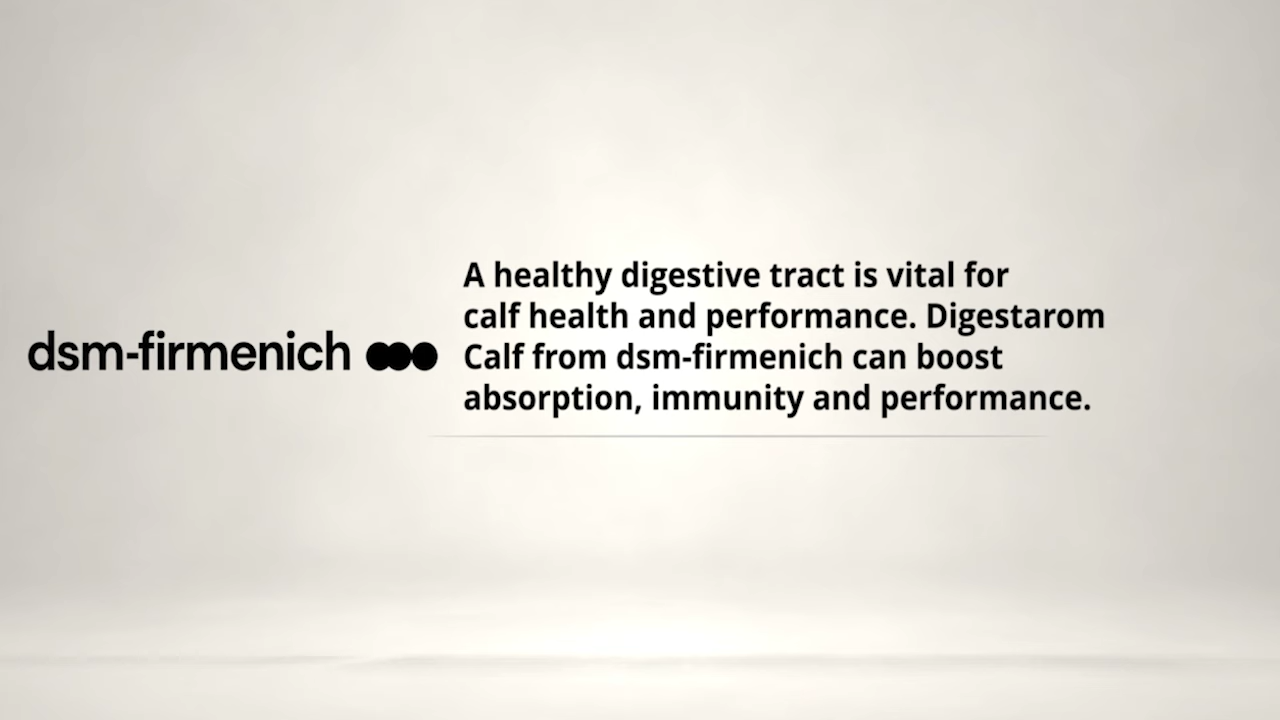 dsm-firmenich
A healthy digestive tract is vital for
calf health and performance. Digestarom
Calf from dsm-firmenich can boost
absorption, immunity and performance.